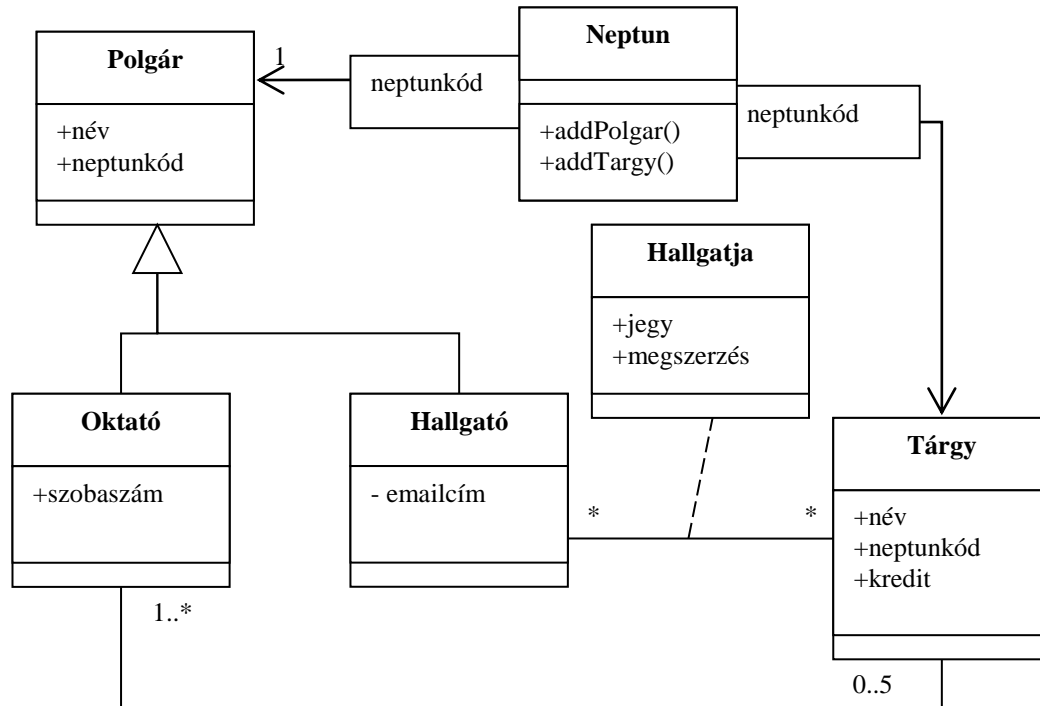 Polgár
+név
+neptunkód
1
neptunkód
Neptun
+addPolgar()
+addTargy()
neptunkód
Hallgatja
+jegy
+megszerzés
Oktató
+szobaszám
1..*
Hallgató
- emailcím
*
*
Tárgy
+név
+neptunkód
+kredit
0..5